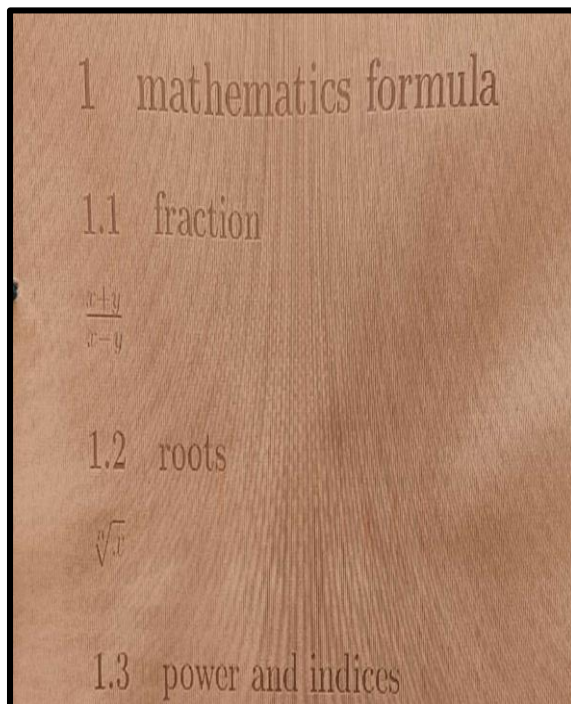 1 mathematics formula
1.1 fraction
x+y
x−y
1.2 roots
ⁿ√x
1.3 power and indices